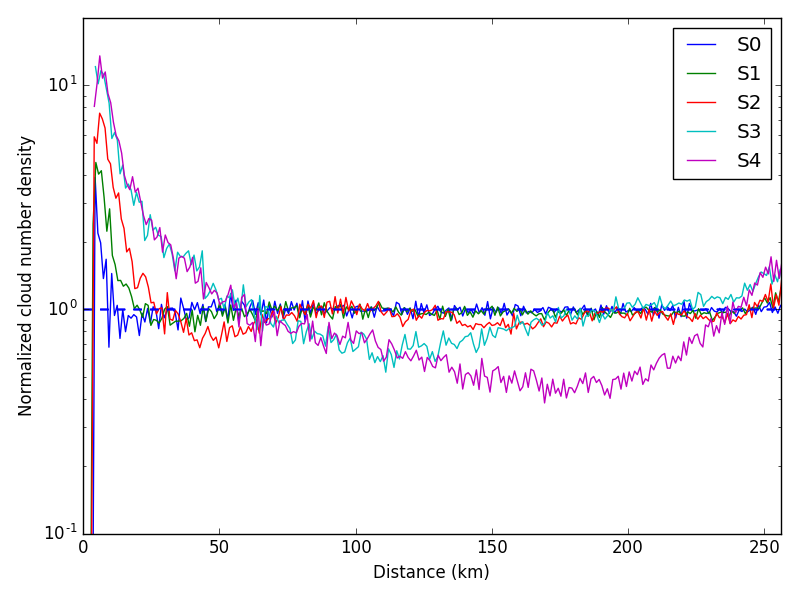 Normalized cloud number density
10^1
10^0
10^-1
S0
S1
S2
S3
S4
0 50 100 150 200 250
Distance (km)